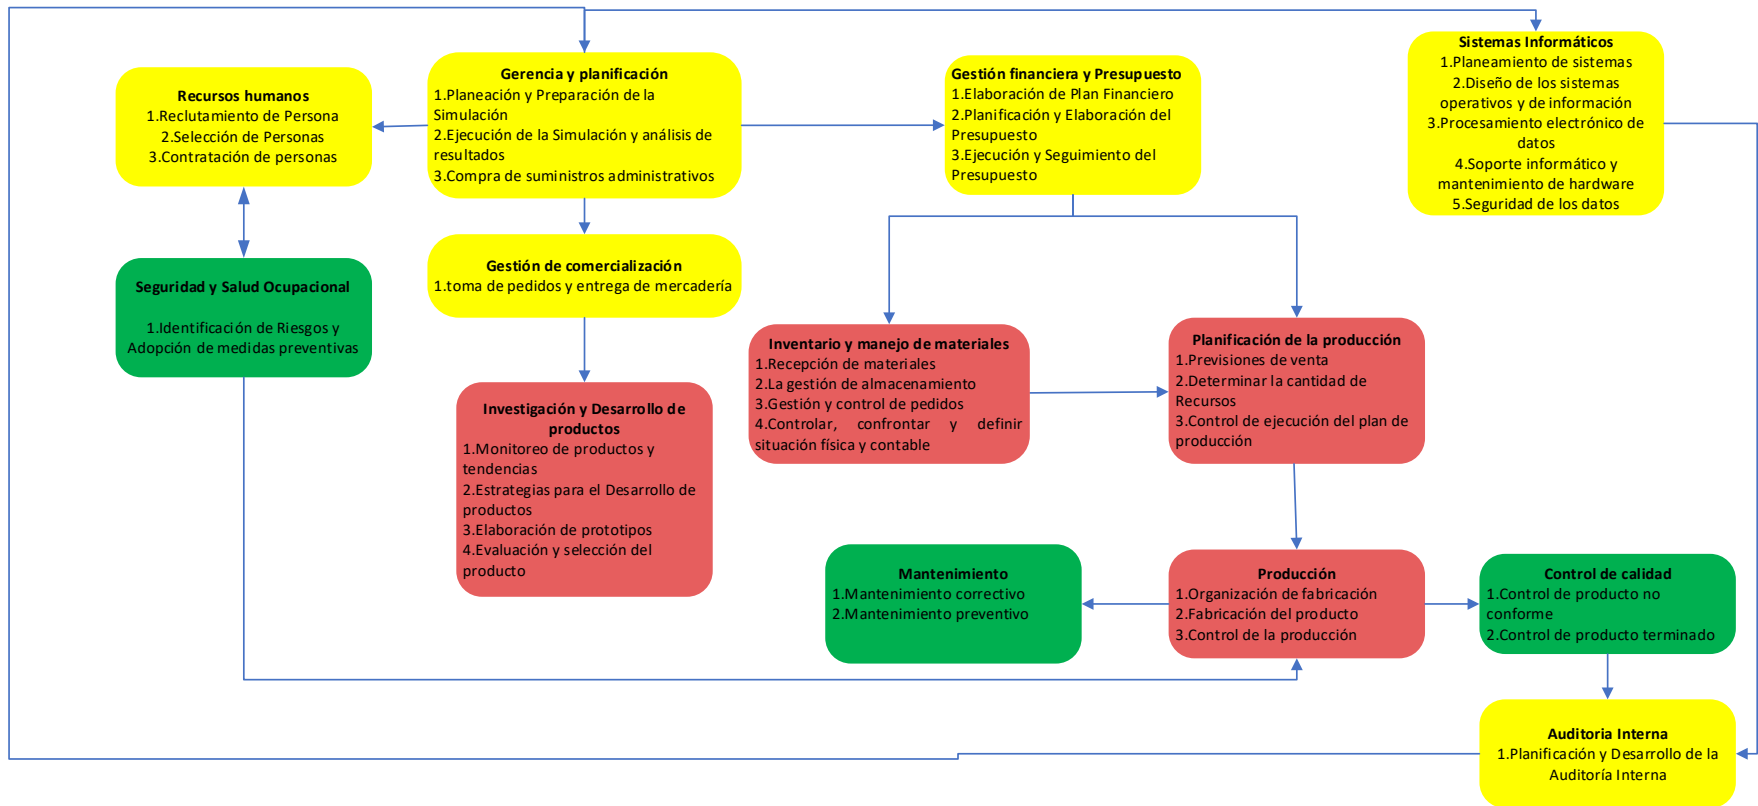 Recursos humanos
1.Reclutamiento de Persona
2.Selección de Personas
3.Contratación de personas
Gerencia y planificación
1.Planeación y Preparación de la
Simulación
2.Ejecución de la Simulación y análisis de
resultados
3.Compra de suministros administrativos
Gestión financiera y Presupuesto
1.Elaboración de Plan Financiero
2.Planificación y Elaboración del
Presupuesto
3.Ejecución y Seguimiento del
Presupuesto
Sistemas Informáticos
1.Planeamiento de sistemas
2.Diseño de los sistemas
operativos y de información
3.Procesamiento electrónico de
datos
4.Soporte informático y
mantenimiento de hardware
5.Seguridad de los datos
Seguridad y Salud Ocupacional
1.Identificación de Riesgos y
Adopción de medidas preventivas
Gestión de comercialización
1.toma de pedidos y entrega de mercadería
Investigación y Desarrollo de
productos
1.Monitoreo de productos y
tendencias
2.Estrategias para el Desarrollo de
productos
3.Elaboración de prototipos
4.Evaluación y selección del
producto
Inventario y manejo de materiales
1.Recepción de materiales
2.La gestión de almacenamiento
3.Gestión y control de pedidos
4.Controlar, confrontar y definir
situación física y contable
Planificación de la producción
1.Previsiones de venta
2.Determinar la cantidad de
Recursos
3.Control de ejecución del plan de
producción
Mantenimiento
1.Mantenimiento correctivo
2.Mantenimiento preventivo
Producción
1.Organización de fabricación
2.Fabricación del producto
3.Control de la producción
Control de calidad
1.Control de producto no
conforme
2.Control de producto terminado
Auditoria Interna
1.Planificación y Desarrollo de la
Auditoría Interna